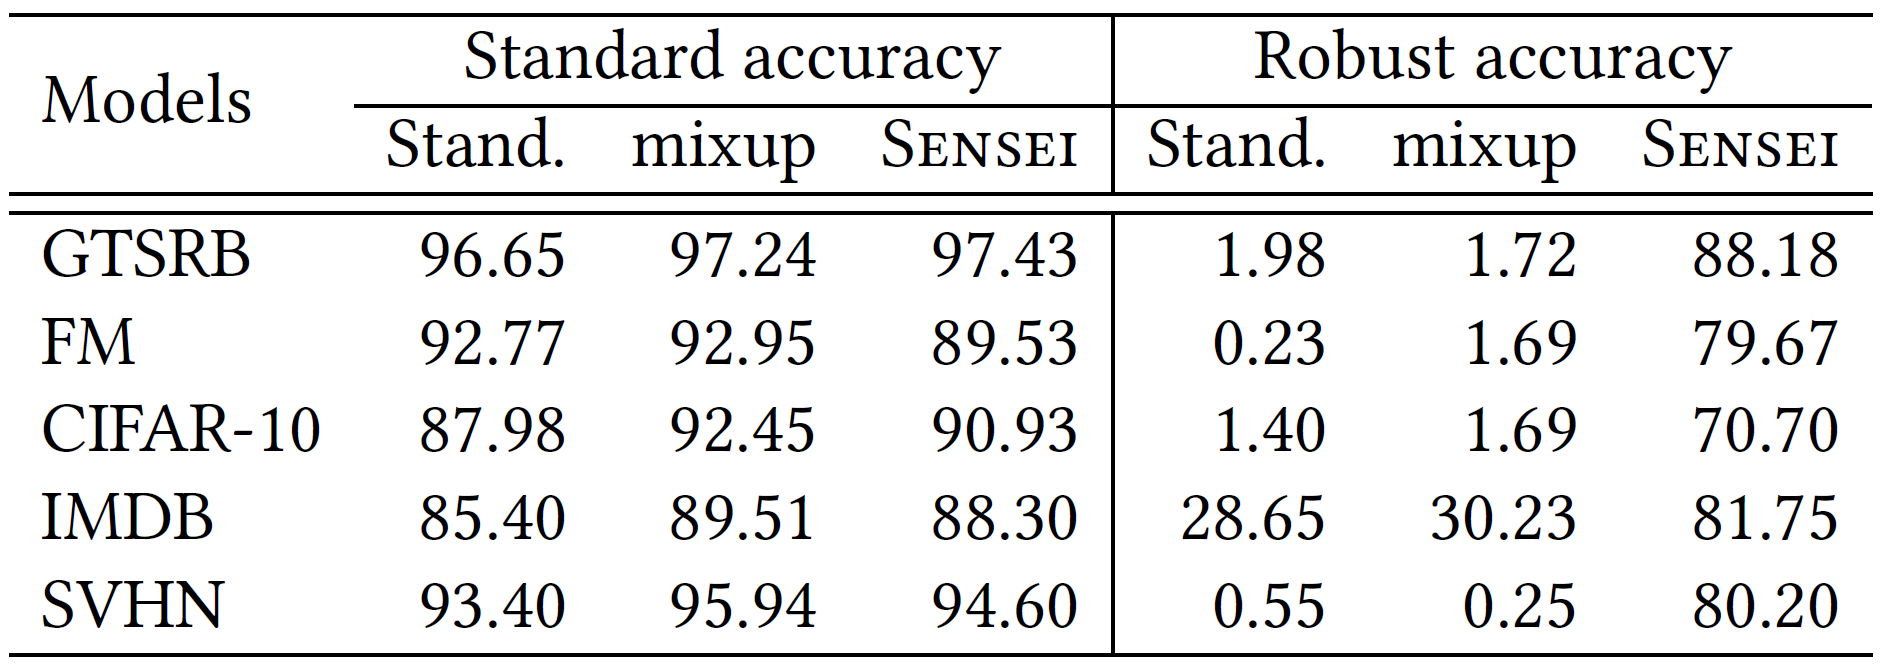 Models Standard accuracy Robust accuracy
Stand. mixup SENSEI Stand. mixup SENSEI
GTSRB 96.65 97.24 97.43 1.98 1.72 88.18
FM 92.77 92.95 89.53 0.23 1.69 79.67
CIFAR-10 87.98 92.45 90.93 1.40 1.69 70.70
IMDB 85.40 89.51 88.30 28.65 30.23 81.75
SVHN 93.40 95.94 94.60 0.55 0.25 80.20